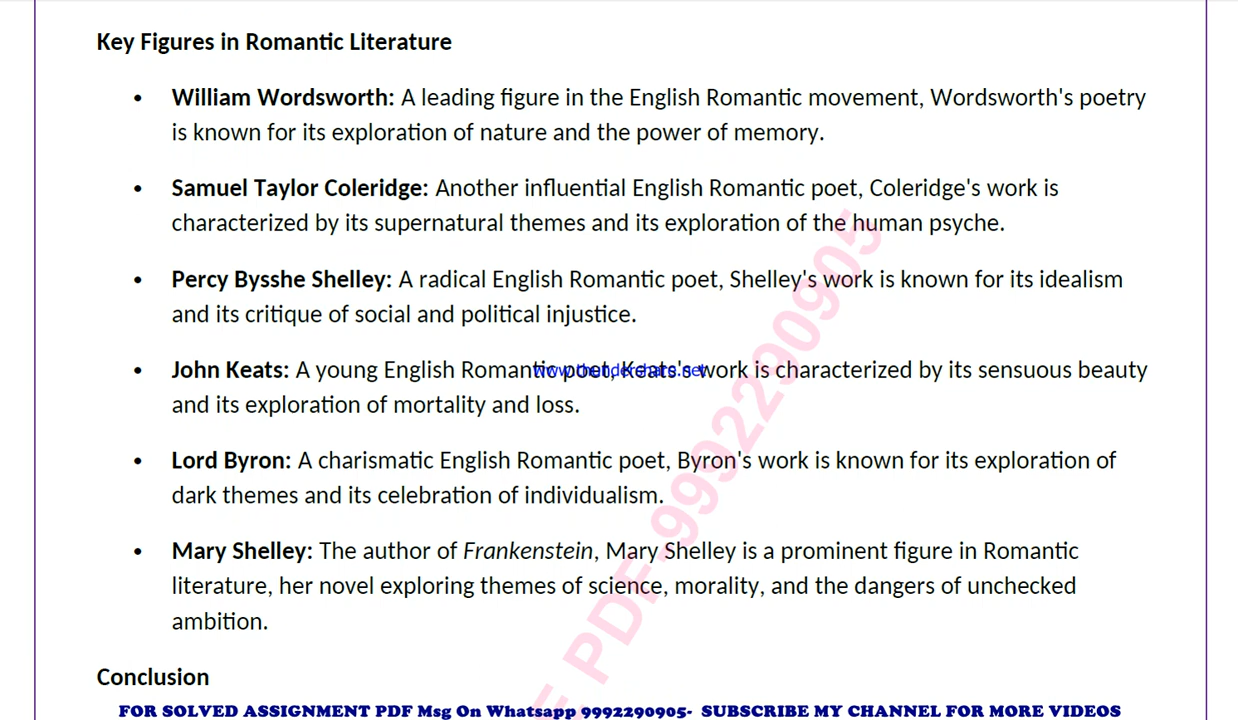 Key Figures in Romantic Literature
• William Wordsworth: A leading figure in the English Romantic movement, Wordsworth's poetry
is known for its exploration of nature and the power of memory.
• Samuel Taylor Coleridge: Another influential English Romantic poet, Coleridge's work is
characterized by its supernatural themes and its exploration of the human psyche.
• Percy Bysshe Shelley: A radical English Romantic poet, Shelley's work is known for its idealism
and its critique of social and political injustice.
• John Keats: A young English Romantic poet, Keats's work is characterized by its sensuous beauty
and its exploration of mortality and loss.
• Lord Byron: A charismatic English Romantic poet, Byron's work is known for its exploration of
dark themes and its celebration of individualism.
• Mary Shelley: The author of Frankenstein, Mary Shelley is a prominent figure in Romantic
literature, her novel exploring themes of science, morality, and the dangers of unchecked
ambition.
Conclusion
PDF-9992290905
FOR SOLVED ASSIGNMENT PDF Msg On Whatsapp 9992290905- SUBSCRIBE MY CHANNEL FOR MORE VIDEOS